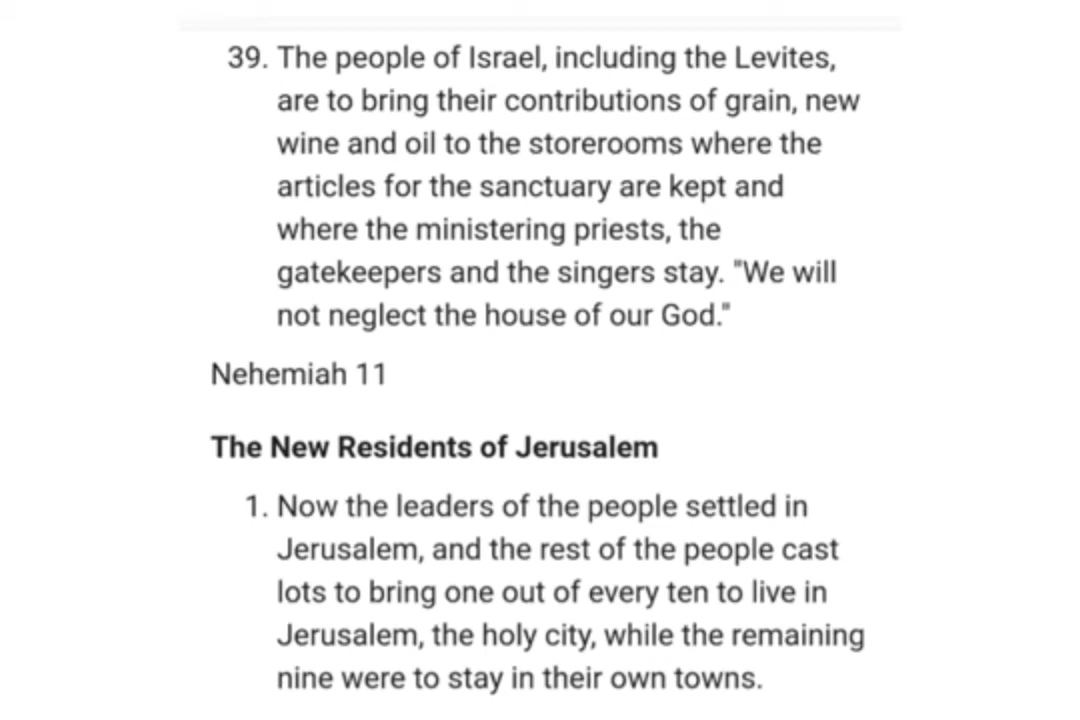 39. The people of Israel, including the Levites,
are to bring their contributions of grain, new
wine and oil to the storerooms where the
articles for the sanctuary are kept and
where the ministering priests, the
gatekeepers and the singers stay. "We will
not neglect the house of our God."
Nehemiah 11
The New Residents of Jerusalem
1. Now the leaders of the people settled in
Jerusalem, and the rest of the people cast
lots to bring one out of every ten to live in
Jerusalem, the holy city, while the remaining
nine were to stay in their own towns.